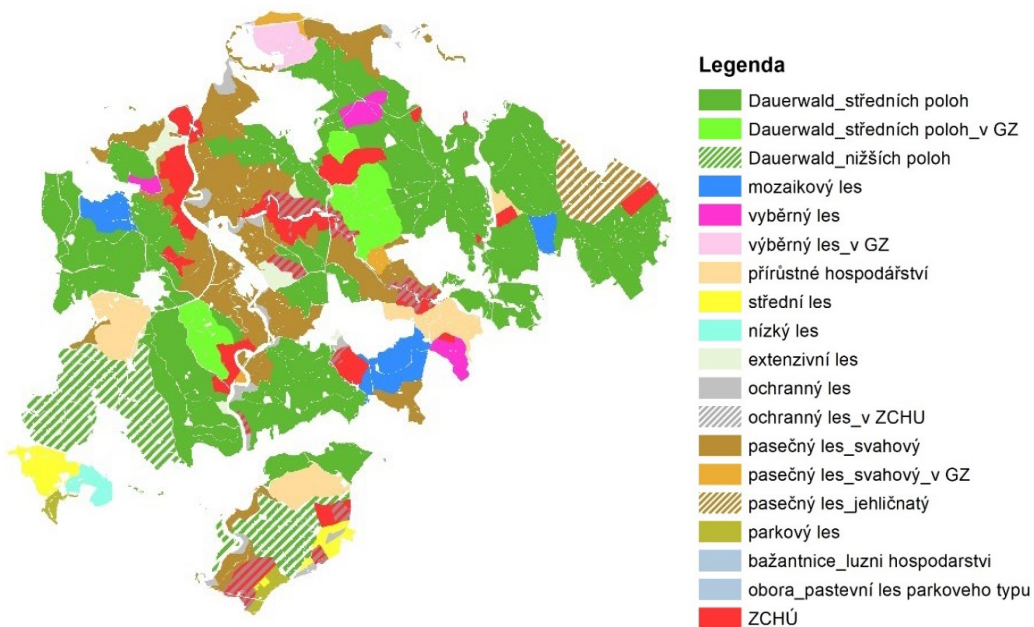 Legenda
Dauerwald_středních poloh
Dauerwald_středních poloh_v GZ
Dauerwald_nižších poloh
mozaikový les
vyběrný les
výběrný les_v GZ
přírůstné hospodářství
střední les
nízký les
extenzivní les
ochranný les
ochranný les_v ZCHU
pasečný les_svahový
pasečný les_svahový_v GZ
pasečný les_jehličnatý
parkový les
bažantnice_luzni hospodarstvi
obora_pastevní les parkoveho typu
ZCHÚ